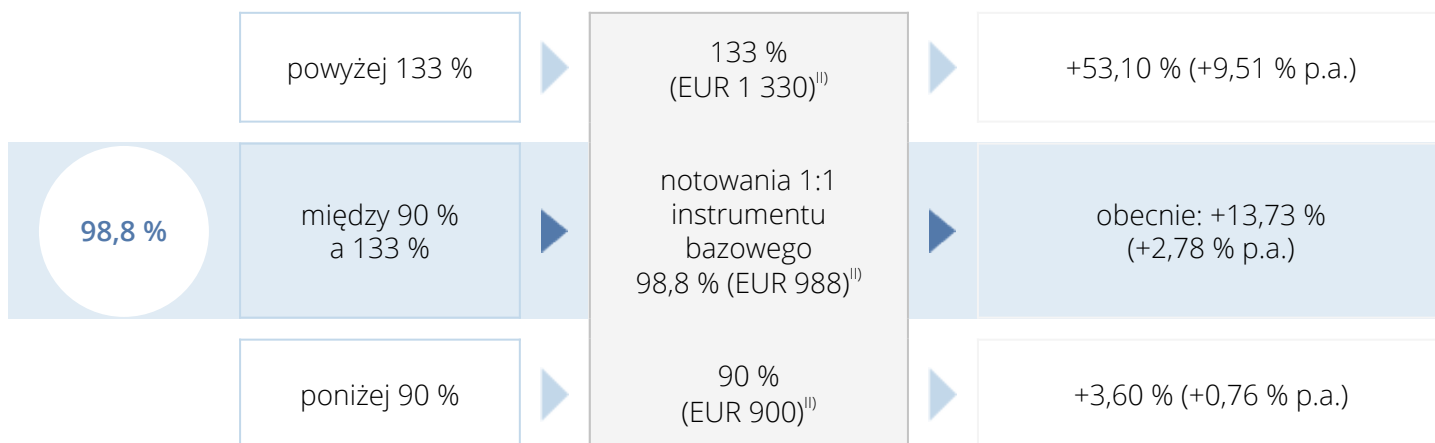 powyżej 133 %
133 %
(EUR 1 330)II)
+53,10 % (+9,51 % p.a.)
98,8 %
między 90 %
a 133 %
notowania 1:1
instrumentu
bazowego
98,8 % (EUR 988)II)
obecnie: +13,73 %
(+2,78 % p.a.)
poniżej 90 %
90 %
(EUR 900)II)
+3,60 % (+0,76 % p.a.)